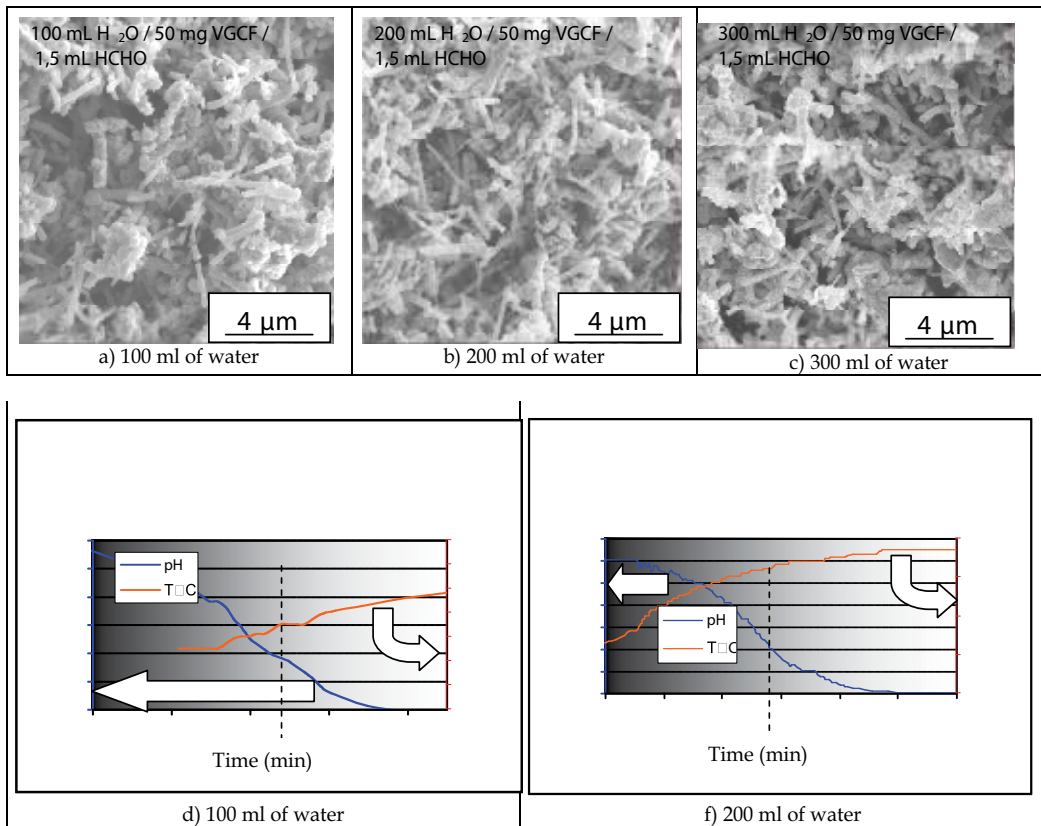 100 mL H ₂O / 50 mg VGCF /
1,5 mL HCHO
4 µm
a) 100 ml of water
200 mL H ₂O / 50 mg VGCF /
1,5 mL HCHO
4 µm
b) 200 ml of water
300 mL H ₂O / 50 mg VGCF /
1,5 mL HCHO
4 µm
c) 300 ml of water
pH
T□C
Time (min)
d) 100 ml of water
pH
T□C
Time (min)
f) 200 ml of water